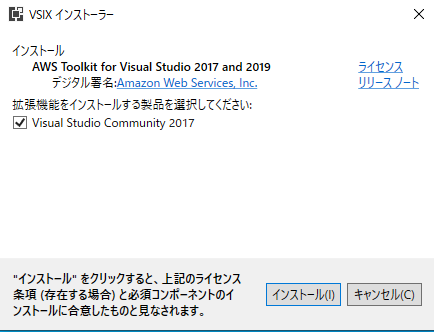 VSIX インストーラー
インストール
AWS Toolkit for Visual Studio 2017 and 2019
ライセンス
デジタル署名:Amazon Web Services, Inc.
リリース ノート
拡張機能をインストールする製品を選択してください:
Visual Studio Community 2017
"インストール" をクリックすると、上記のライセンス
条項 (存在する場合) と必須コンポーネントのイ
ンストールに合意したものと見なされます。
インストール(I)
キャンセル(C)